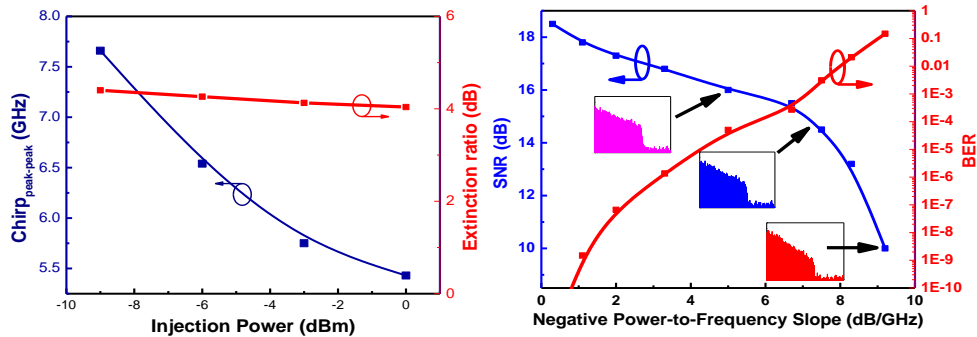 8.0
7.5
7.0
6.5
6.0
5.5
Chirp peak-peak (GHz)
6
4
2
0
Extinction ratio (dB)
-10
-8
-6
-4
-2
0
Injection Power (dBm)
18
16
14
12
10
SNR (dB)
1
0.1
0.01
1E-3
1E-4
1E-5
1E-6
1E-7
1E-8
1E-9
1E-10
BER
0
2
4
6
8
10
Negative Power-to-Frequency Slope (dB/GHz)